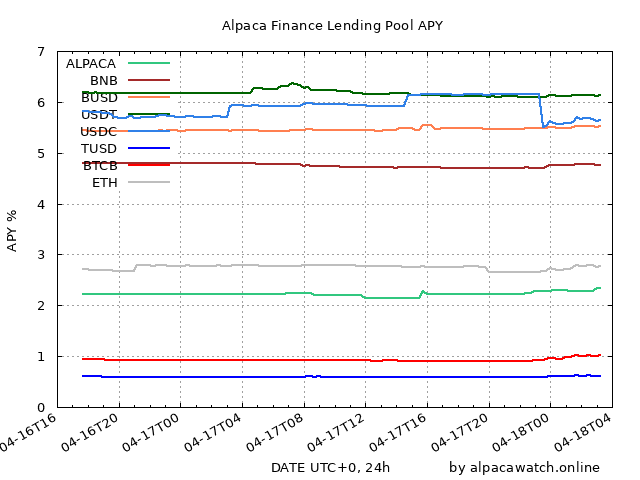 Alpaca Finance Lending Pool APY
7
6
5
4
3
2
1
0
APY %
ALPACA
BNB
BUSD
USDT
USDC
TUSD
BTCB
ETH
04-16T16
04-16T20
04-17T00
04-17T04
04-17T08
04-17T12
04-17T16
04-17T20
04-18T00
04-18T04
DATE UTC+0, 24h
by alpacawatch.online